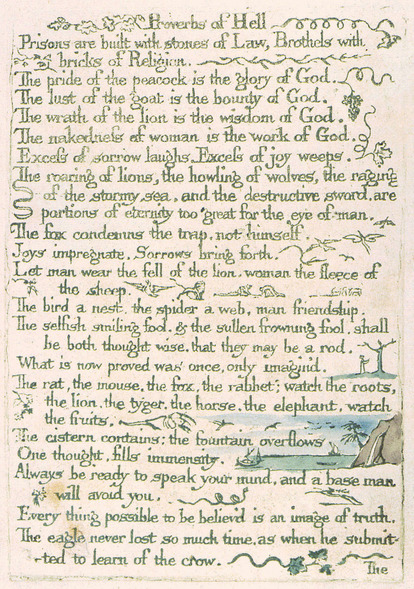 Proverbs of Hell
Prisons are built with stones of Law, Brothels with
bricks of Religion.
The pride of the peacock is the glory of God.
The lust of the goat is the bounty of God.
The wrath of the lion is the wisdom of God.
The nakedness of woman is the work of God.
Excess of sorrow laughs. Excess of joy weeps.
The roaring of lions, the howling of wolves, the raging
of the stormy sea, and the destructive sword, are
portions of eternity too great for the eye of man.
The fox condemns the trap, not himself.
Joys impregnate. Sorrows bring forth.
Let man wear the fell of the lion. woman the fleece of
the sheep.
The bird a nest, the spider a web, man friendship.
The selfish smiling fool. & the sullen frowning fool. shall
be both thought wise. that they may be a rod.
What is now proved was once, only imagin'd.
The rat, the mouse, the fox, the rabbet; watch the roots,
the lion, the tyger, the horse, the elephant, watch
the fruits.
The cistern contains; the fountain overflows
One thought. fills immensity.
Always be ready to speak your mind, and a base man
will avoid you.
Every thing possible to be believ'd is an image of truth.
The eagle never lost so much time, as when he submit-
-ted to learn of the crow.
The